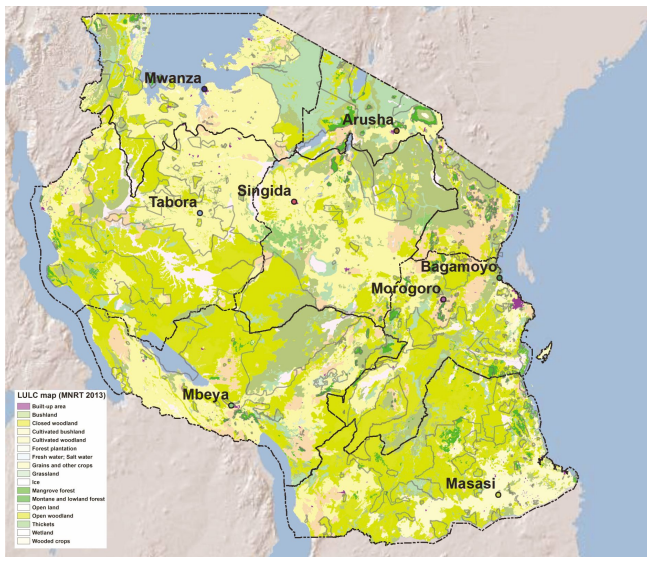 Mwanza
Arusha
Singida
Tabora
Bagamoyo
Morogoro
Mbeya
Masasi
LULC map (MNRT 2013)
Built-up area
Bushland
Closed woodland
Cultivated bushland
Cultivated woodland
Forest plantation
Fresh water; Salt water
Grains and other crops
Grassland
Ice
Mangrove forest
Montane and lowland forest
Open land
Open woodland
Thickets
Wetland
Wooded crops